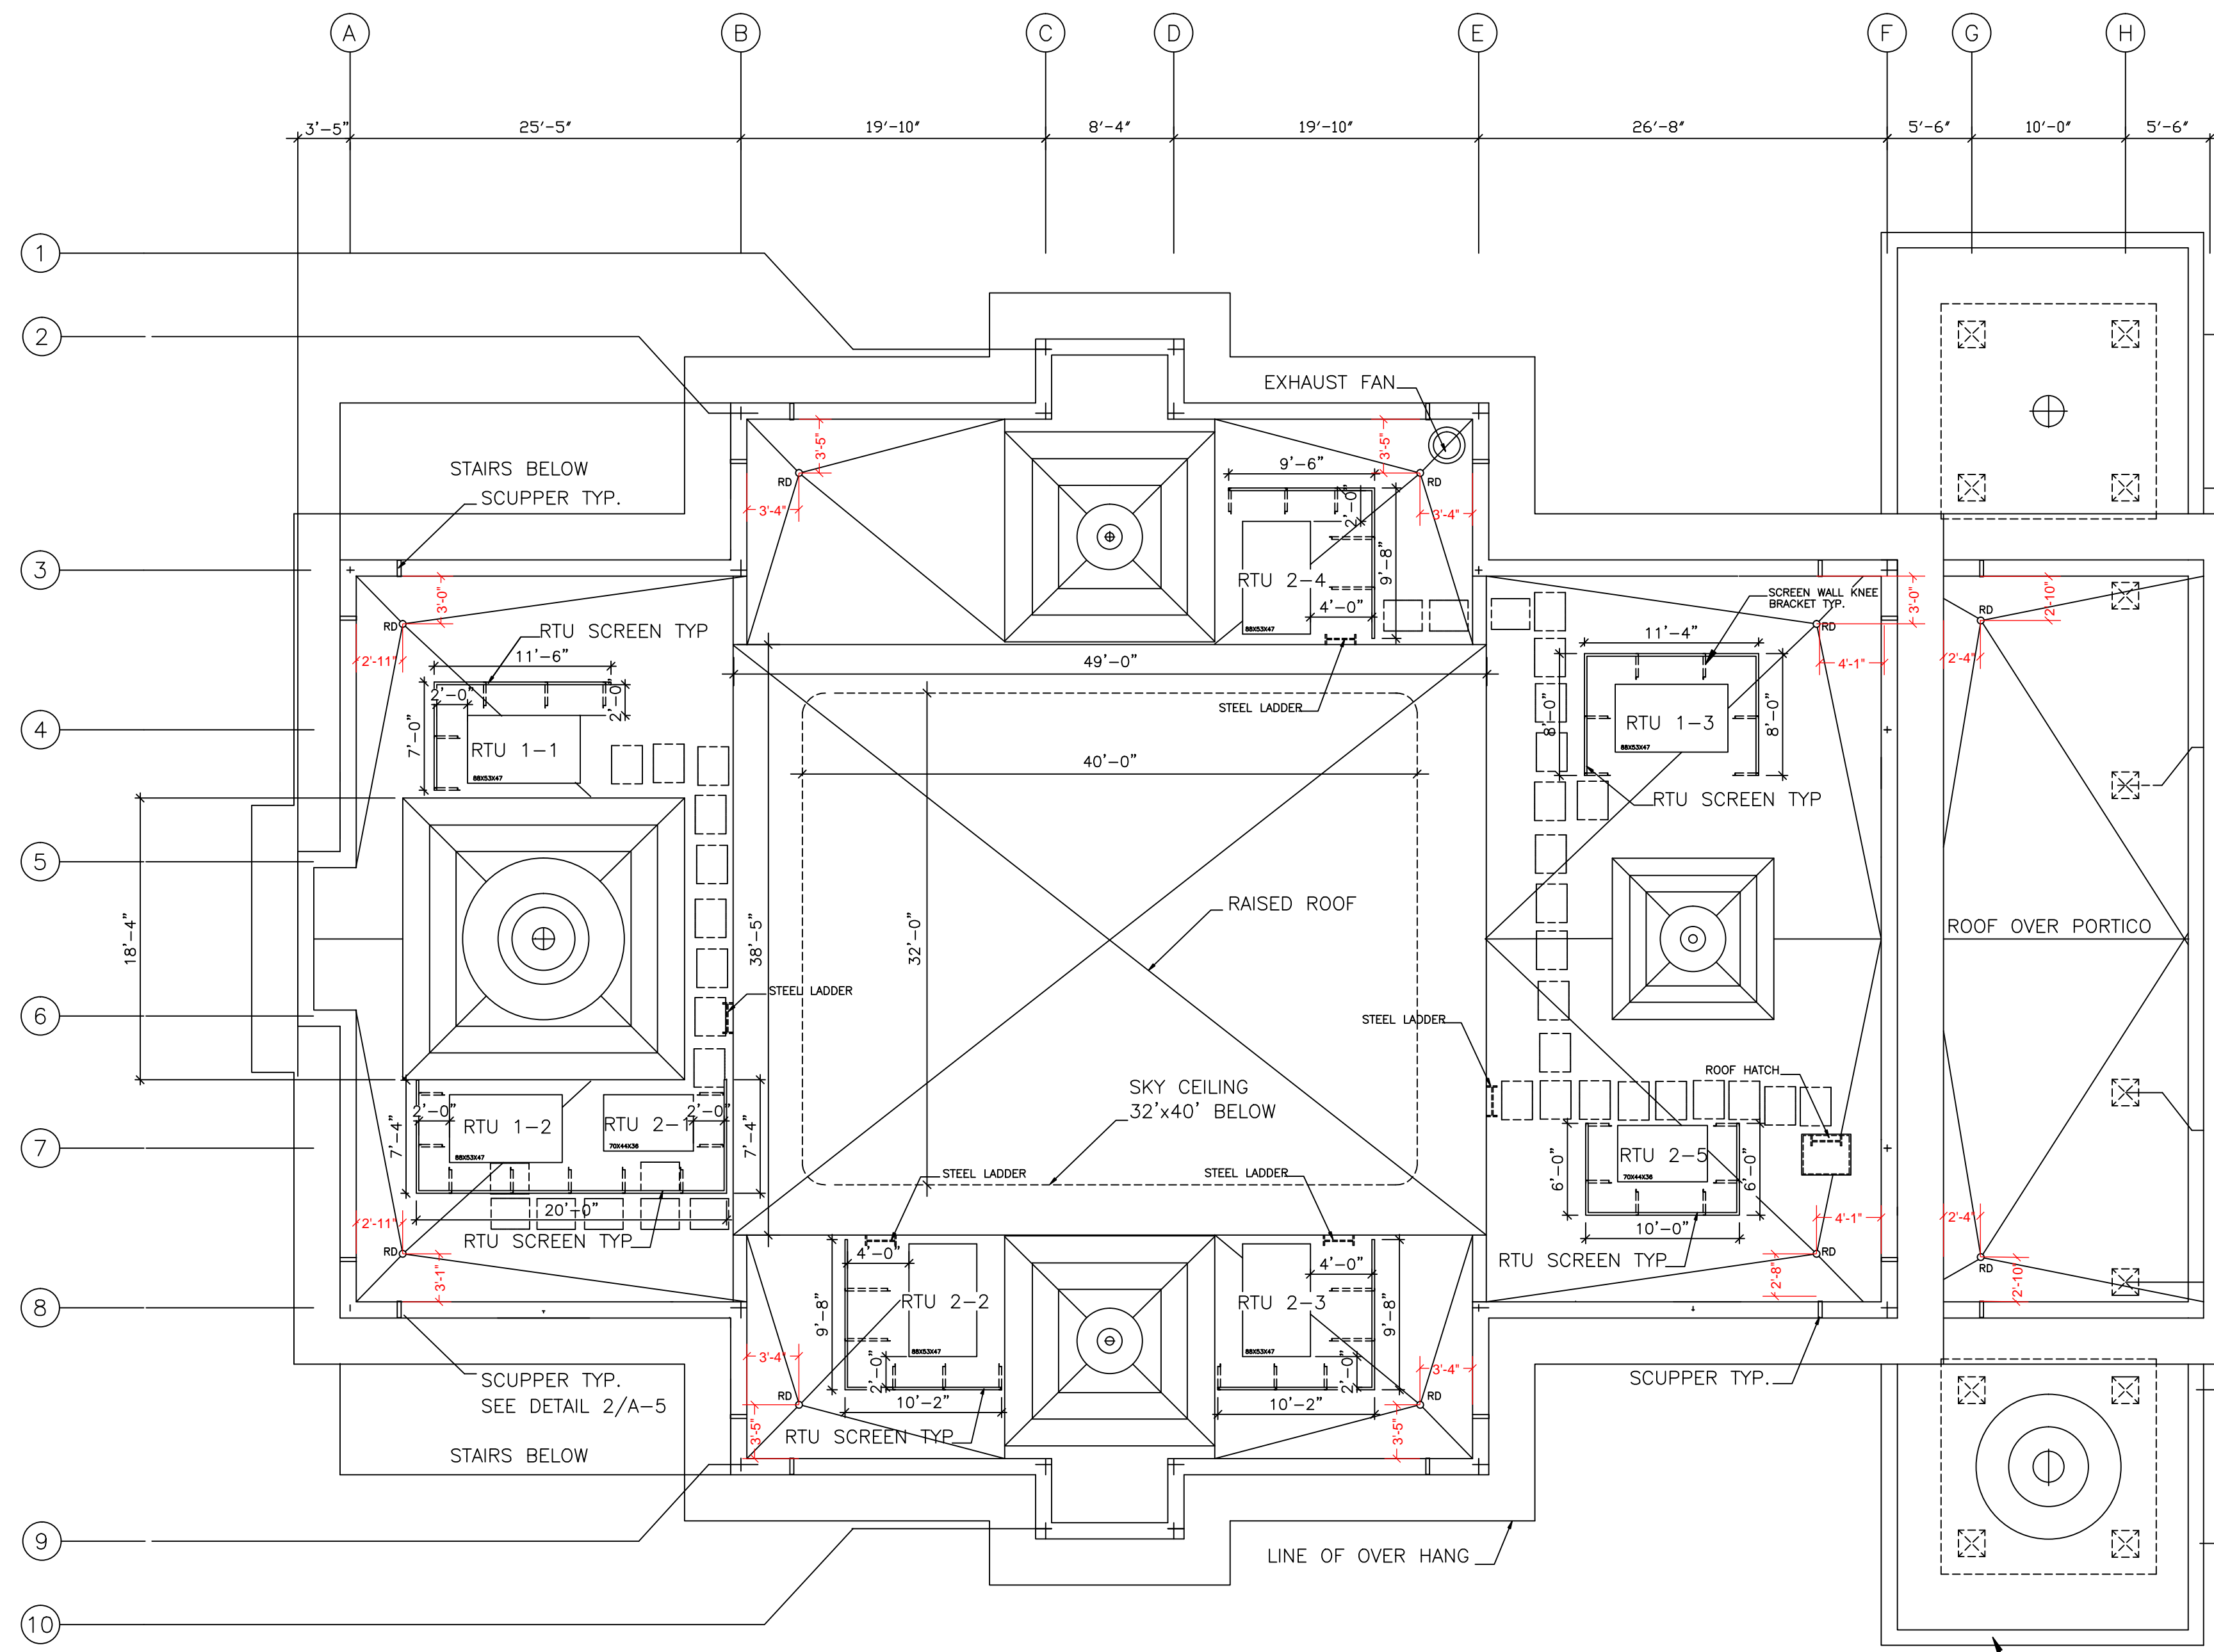 A B C D E F G H
3'-5" 25'-5" 19'-10" 8'-4" 19'-10" 26'-8" 5'-6" 10'-0" 5'-6"
1
2
EXHAUST FAN
3'-5" 3'-5"
STAIRS BELOW
9'-6"
RD RD
SCUPPER TYP.
3'-4" 2'-0" 3'-4"
3
9'-8"
RTU 2-4
3'-0" 3'-0" 2'-10"
SCREEN WALL KNEE
BRACKET TYP.
4'-0"
RD RD RD
88X53X47
RTU SCREEN TYP
11'-4"
11'-6" 49'-0"
2'-11" 4'-1" 2'-4"
2'-0" 2'-0"
STEEL LADDER
8'-0" 8'-0"
4
7'-0"
RTU 1-1
RTU 1-3
88X53X47
88X53X47
40'-0"
RTU SCREEN TYP
5
18'-4"
38'-5"
32'-0"
RAISED ROOF
ROOF OVER PORTICO
STEEL LADDER
6
STEEL LADDER
ROOF HATCH
SKY CEILING
32'x40' BELOW
2'-0" 2'-0"
RTU 1-2 RTU 2-1
88X53X47 70X44X36
7'-4" 7'-4"
7
RTU 2-5
70X44X36
6'-0" 6'-0"
STEEL LADDER STEEL LADDER
20'-0"
2'-11" 4'-1" 2'-4"
10'-0"
RTU SCREEN TYP
RD RD RD
4'-0" 4'-0"
RTU SCREEN TYP
3'-1" 2'-8" 2'-10"
8
9'-8"
RTU 2-2 RTU 2-3
9'-8"
88X53X47 88X53X47
3'-4" 2'-0" 2'-0" 3'-4"
SCUPPER TYP.
SEE DETAIL 2/A-5
SCUPPER TYP.
RD RD
10'-2" 10'-2"
3'-5" 3'-5"
RTU SCREEN TYP
STAIRS BELOW
9
LINE OF OVER HANG
10